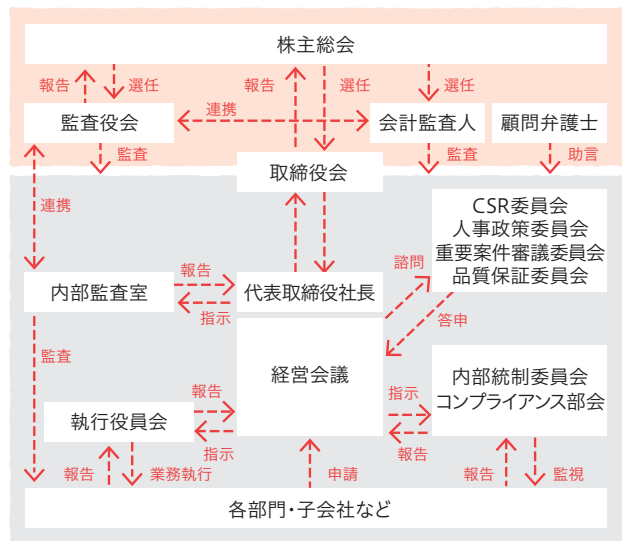 株主総会
報告
選任
報告
選任
選任
連携
監査役会
会計監査人
顧問弁護士
監査
監査
助言
取締役会
連携
CSR委員会
人事政策委員会
重要案件審議委員会
品質保証委員会
諮問
報告
内部監査室
代表取締役社長
指示
答申
監査
経営会議
内部統制委員会
コンプライアンス部会
報告
指示
執行役員会
指示
報告
報告
業務執行
申請
報告
監視
各部門・子会社など